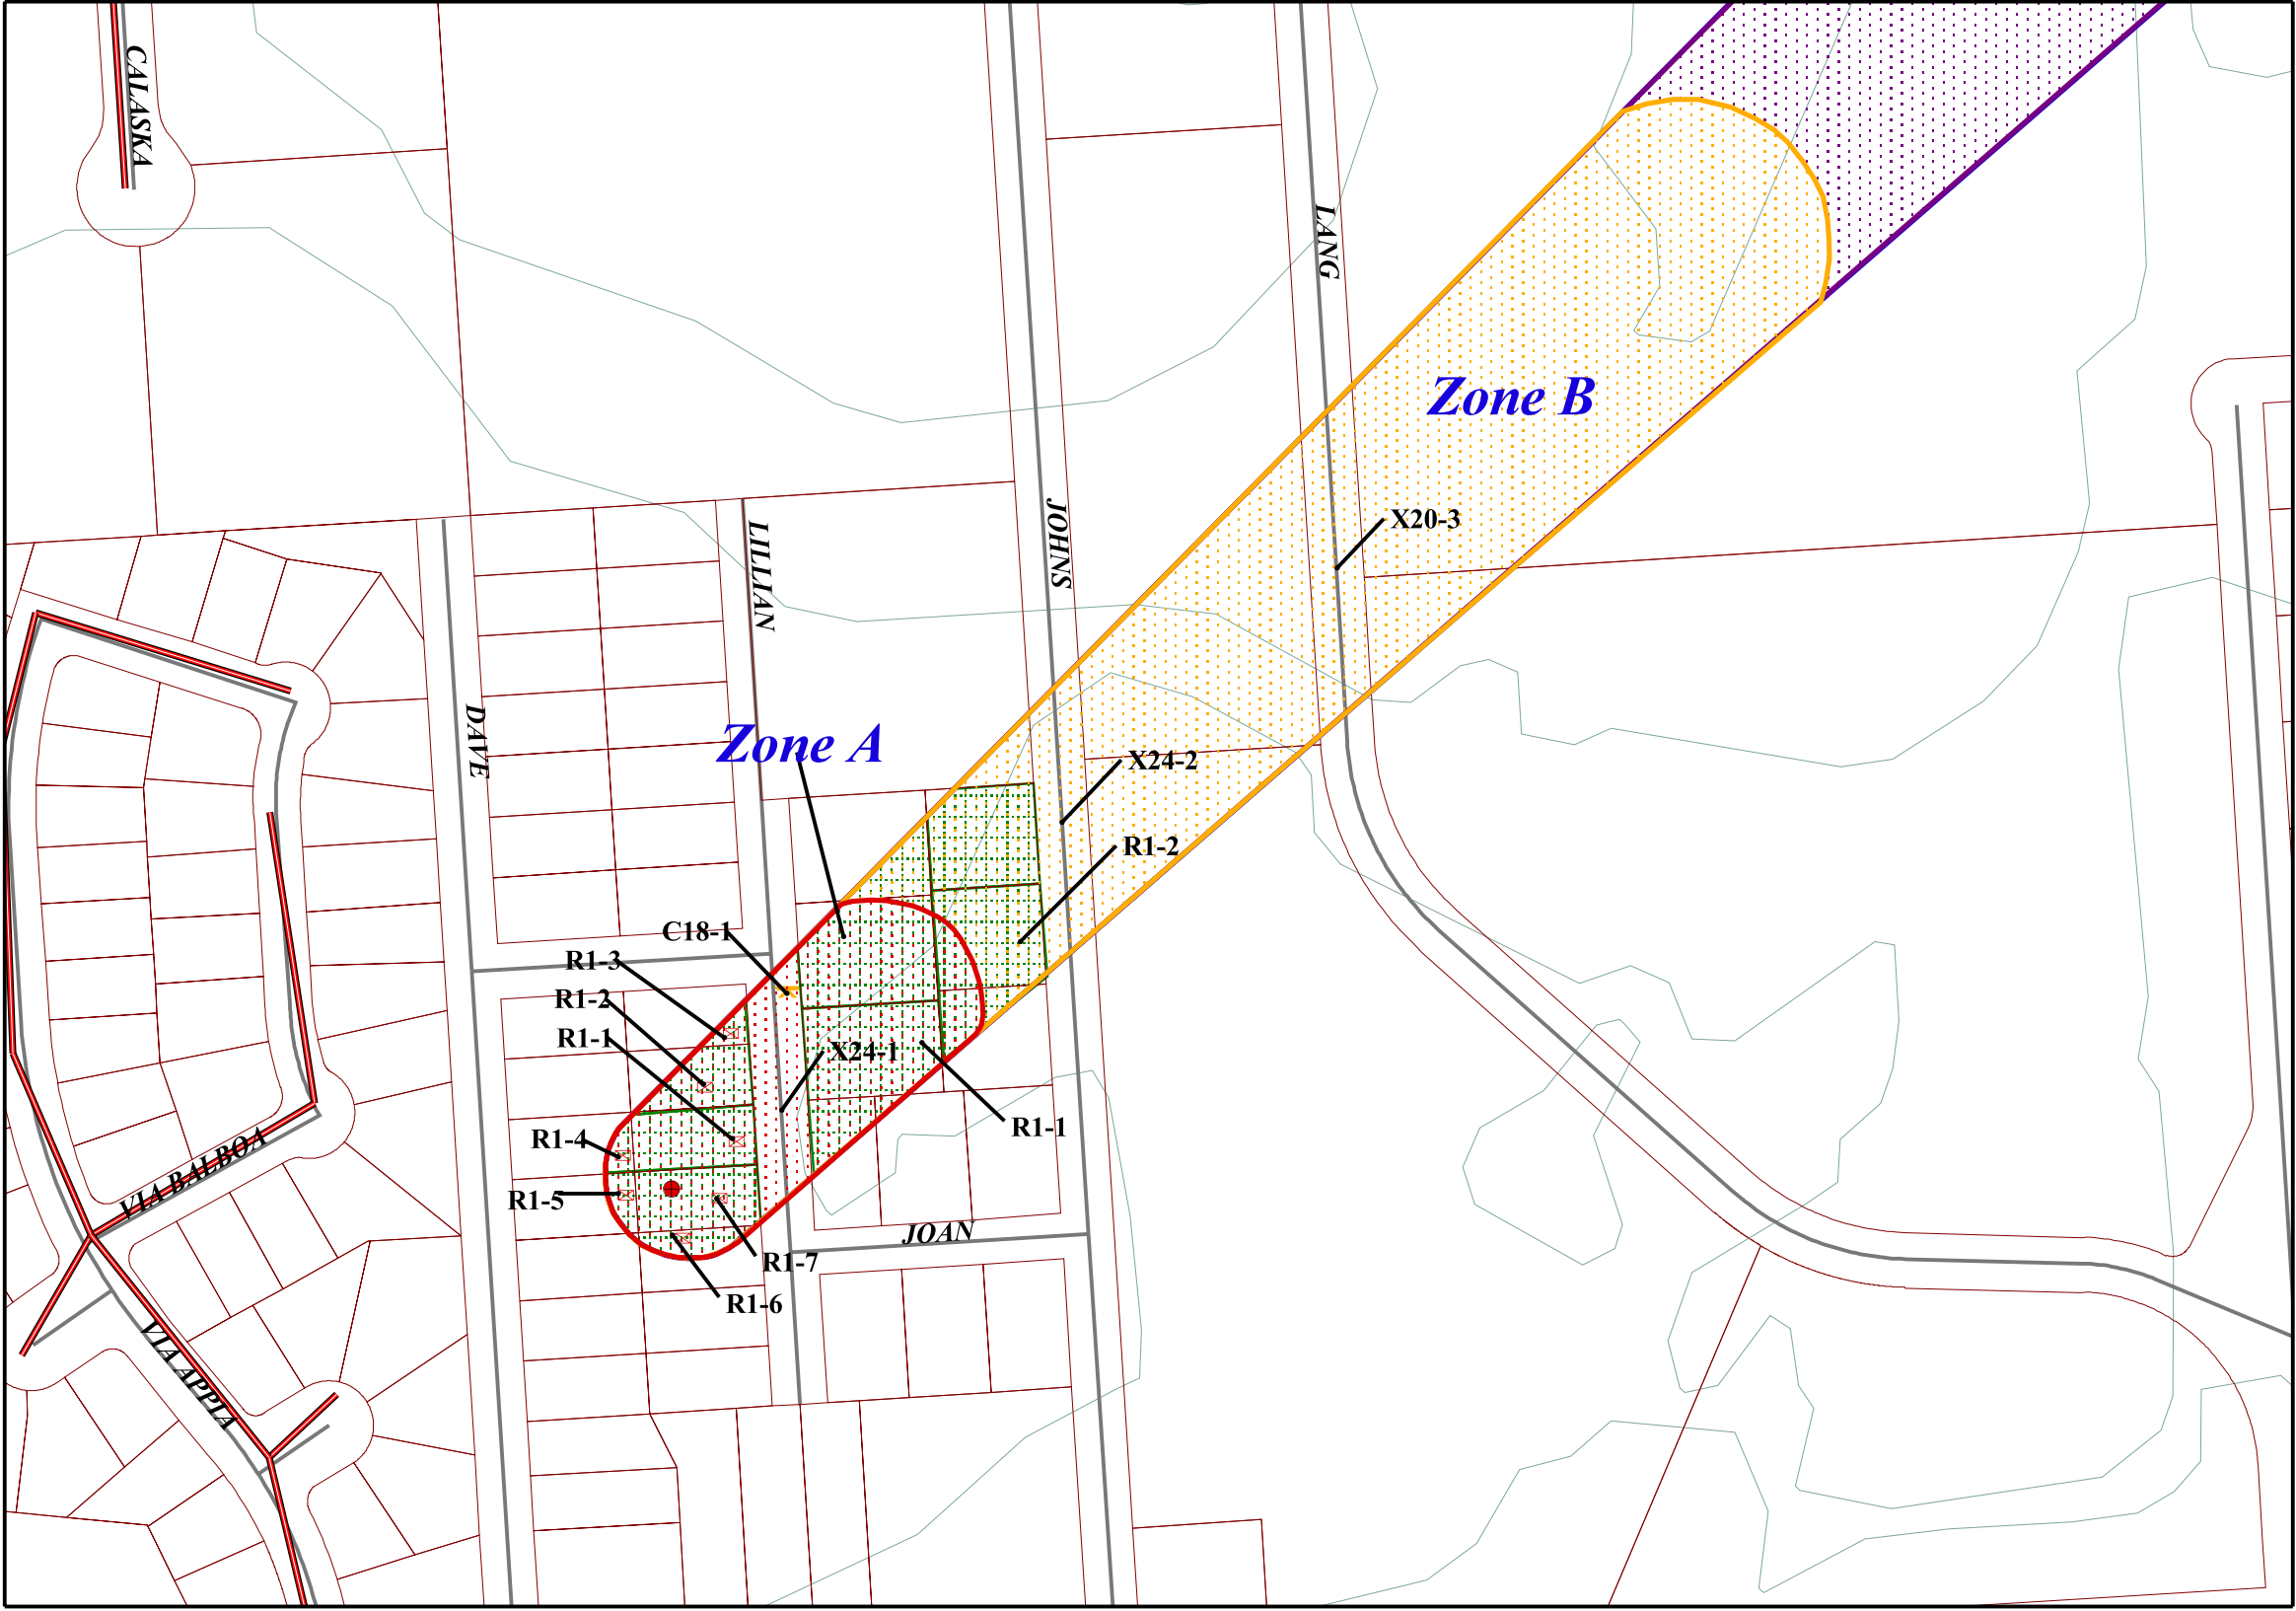 CALASKA
LANG
Zone B
X20-3
JOHNS
LILLIAN
DAVE
Zone A
X24-2
R1-2
C18-1
R1-3
R1-2
R1-1
X24-1
R1-1
R1-4
R1-5
VIA BALBOA
JOAN
R1-7
R1-6
VIA APPIA